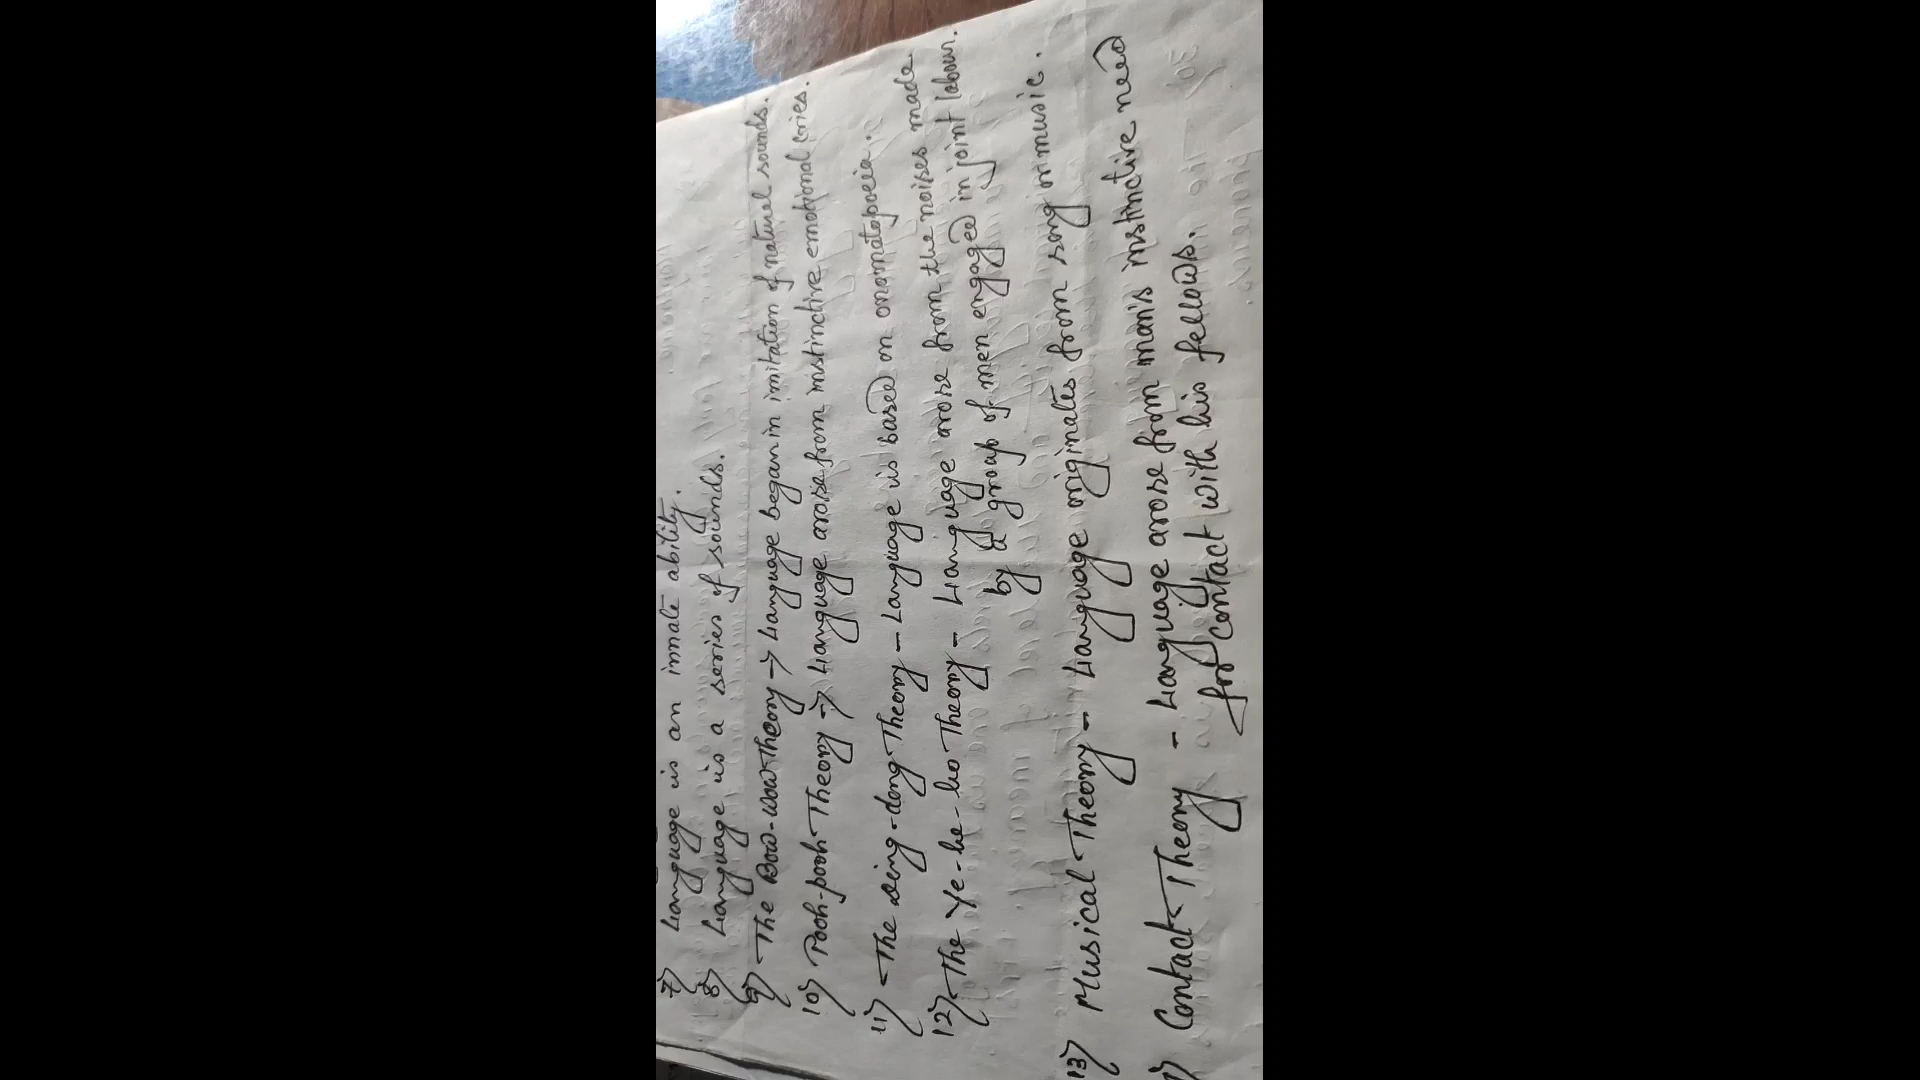 7) Language is an innate ability.
8) Language is a series of sounds.
9) The Bow-Wow Theory → Language began in imitation of natural sounds.
10) Pooh-pooh Theory → Language arose from instinctive emotional cries.
11) The Ding-dong Theory - Language is based on onomatopoeia.
12) The Ye-he-ho Theory - Language arose from the noises made
by a group of men engaged in joint labour.
13) Musical Theory - Language originates from song or music.
Contact Theory - Language arose from man's instinctive need
for contact with his fellows.